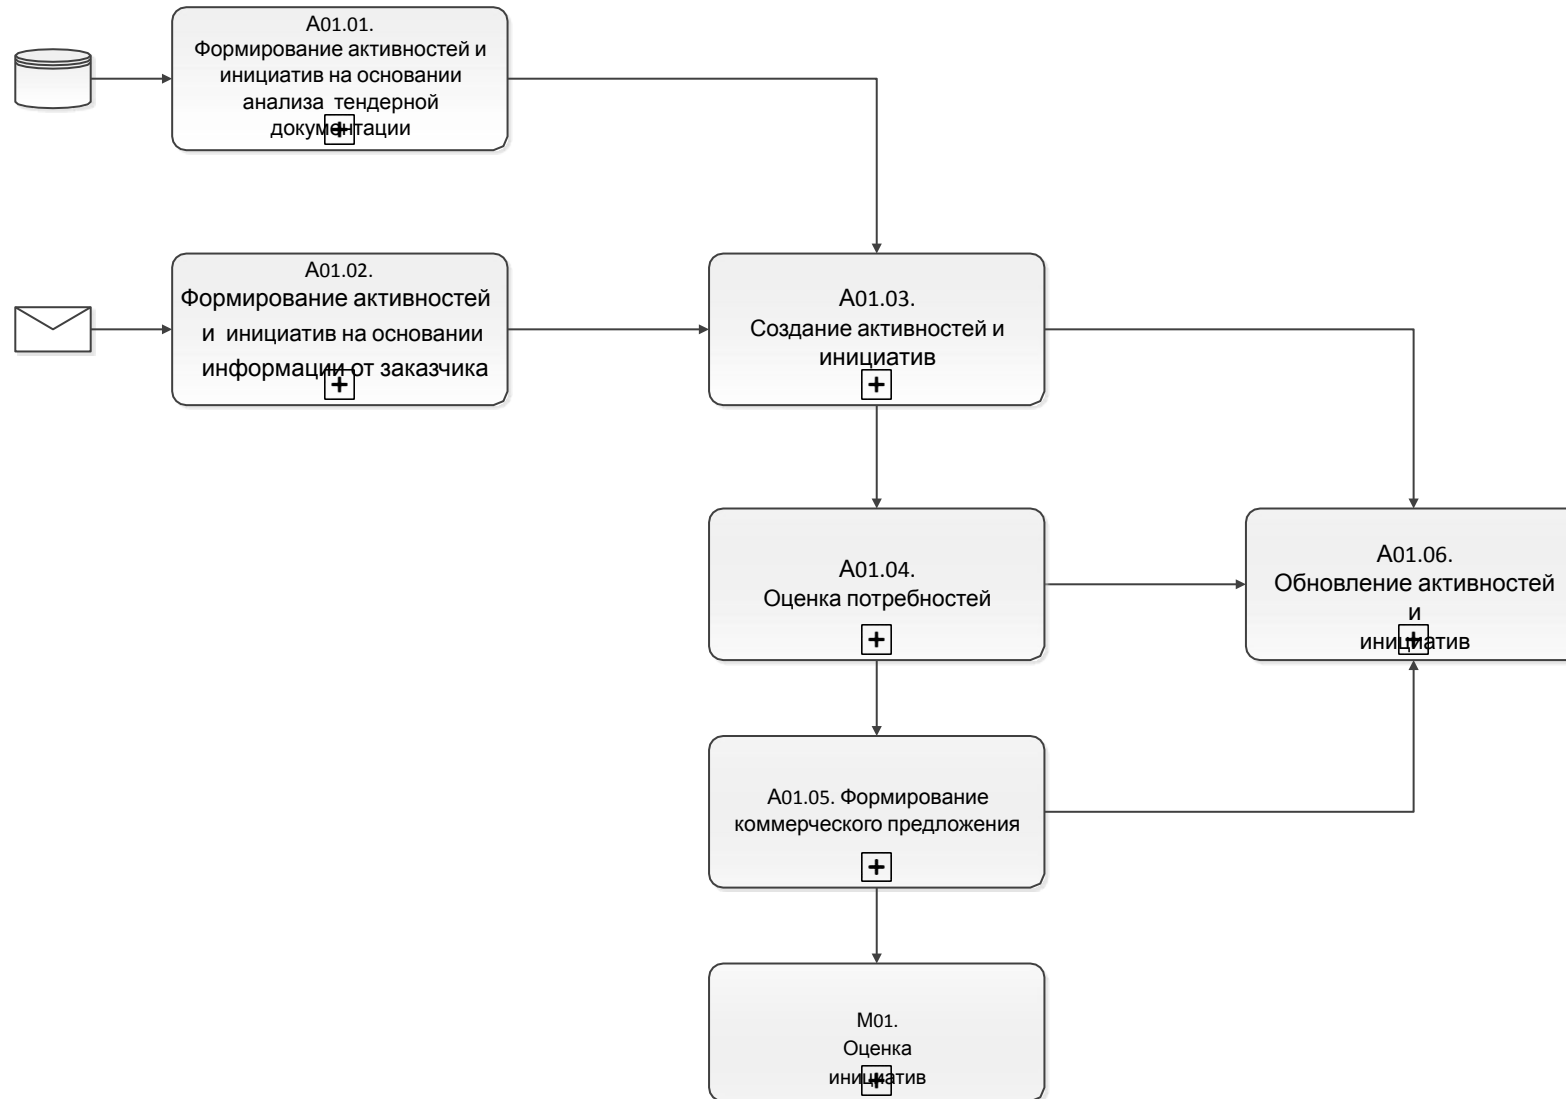 А01.01.
Формирование активностей и
инициатив на основании
анализа тендерной
документации
А01.02.
Формирование активностей
и инициатив на основании
информации от заказчика
А01.03.
Создание активностей и
инициатив
А01.04.
Оценка потребностей
А01.06.
Обновление активностей
и
инициатив
А01.05. Формирование
коммерческого предложения
М01.
Оценка
инициатив